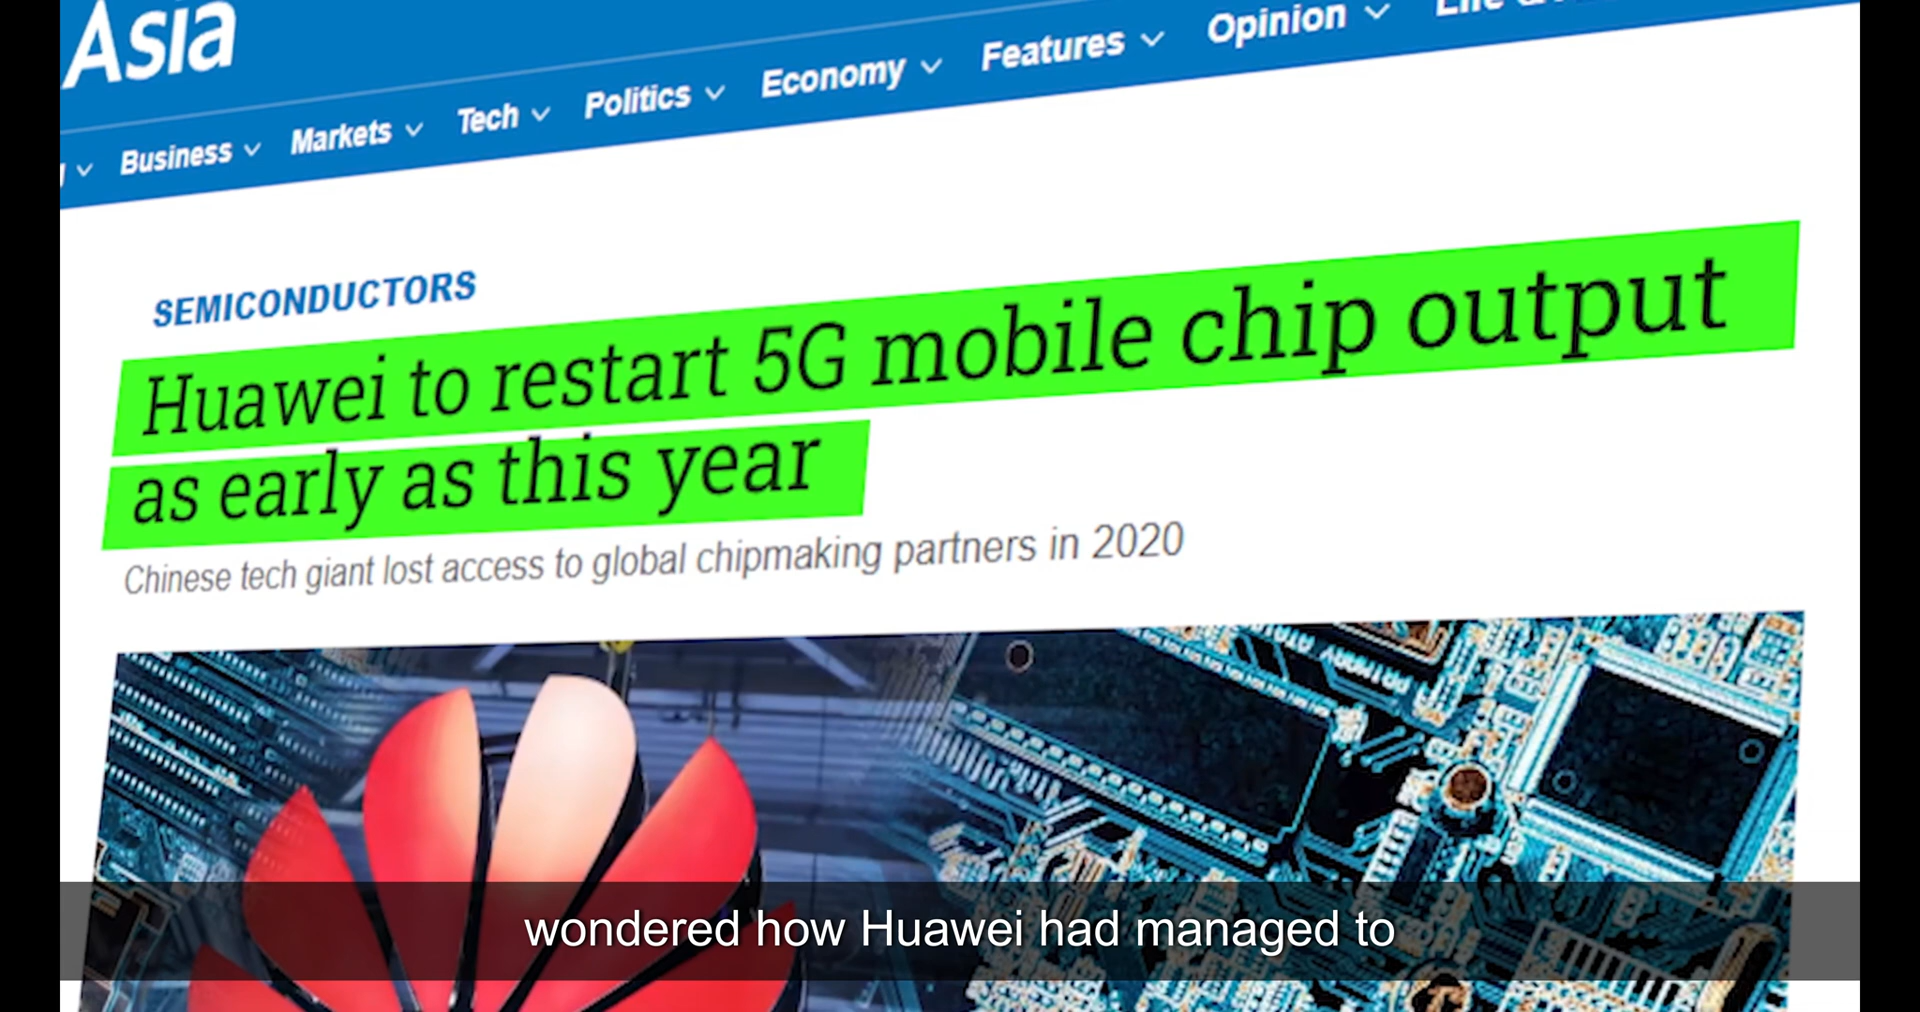 Asia
Business Markets Tech Politics Economy Features Opinion
SEMICONDUCTORS
Huawei to restart 5G mobile chip output
as early as this year
Chinese tech giant lost access to global chipmaking partners in 2020
PRIMARY
wondered how Huawei had managed to